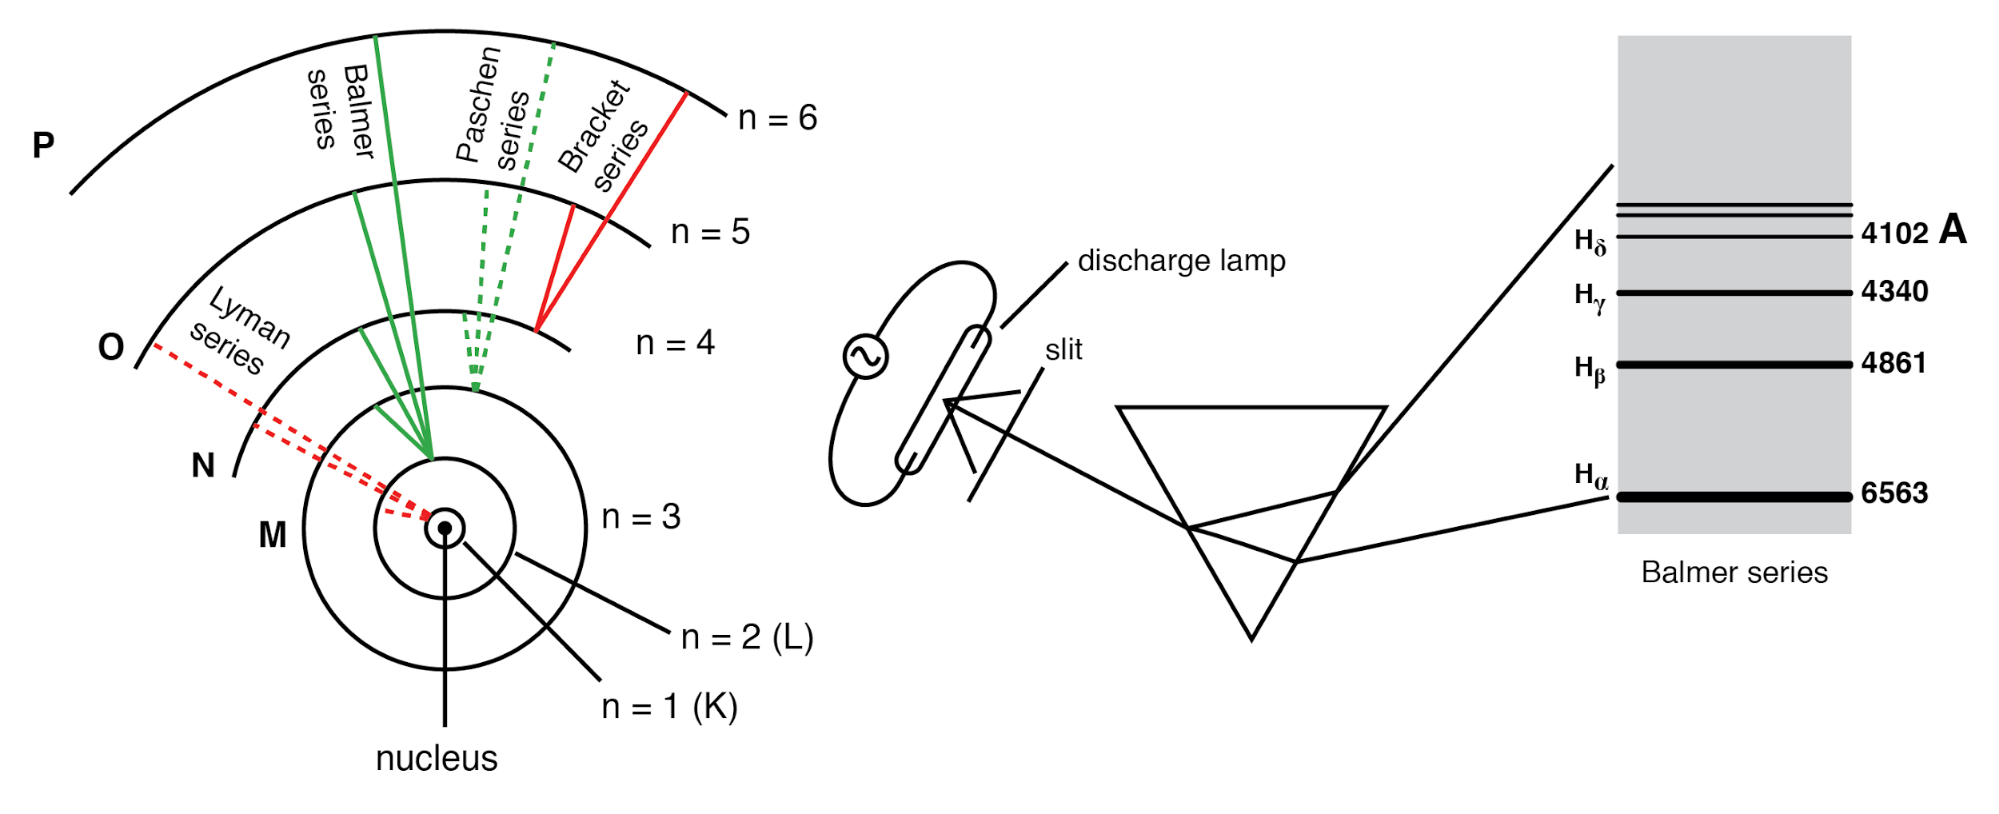 P
Balmer
series
Paschen
series
Bracket
series
n = 6
n = 5
O
Lyman
series
n = 4
N
M
n = 3
n = 2 (L)
n = 1 (K)
nucleus
discharge lamp
slit
Hδ
4102 A
Hγ
4340
Hβ
4861
Hα
6563
Balmer series